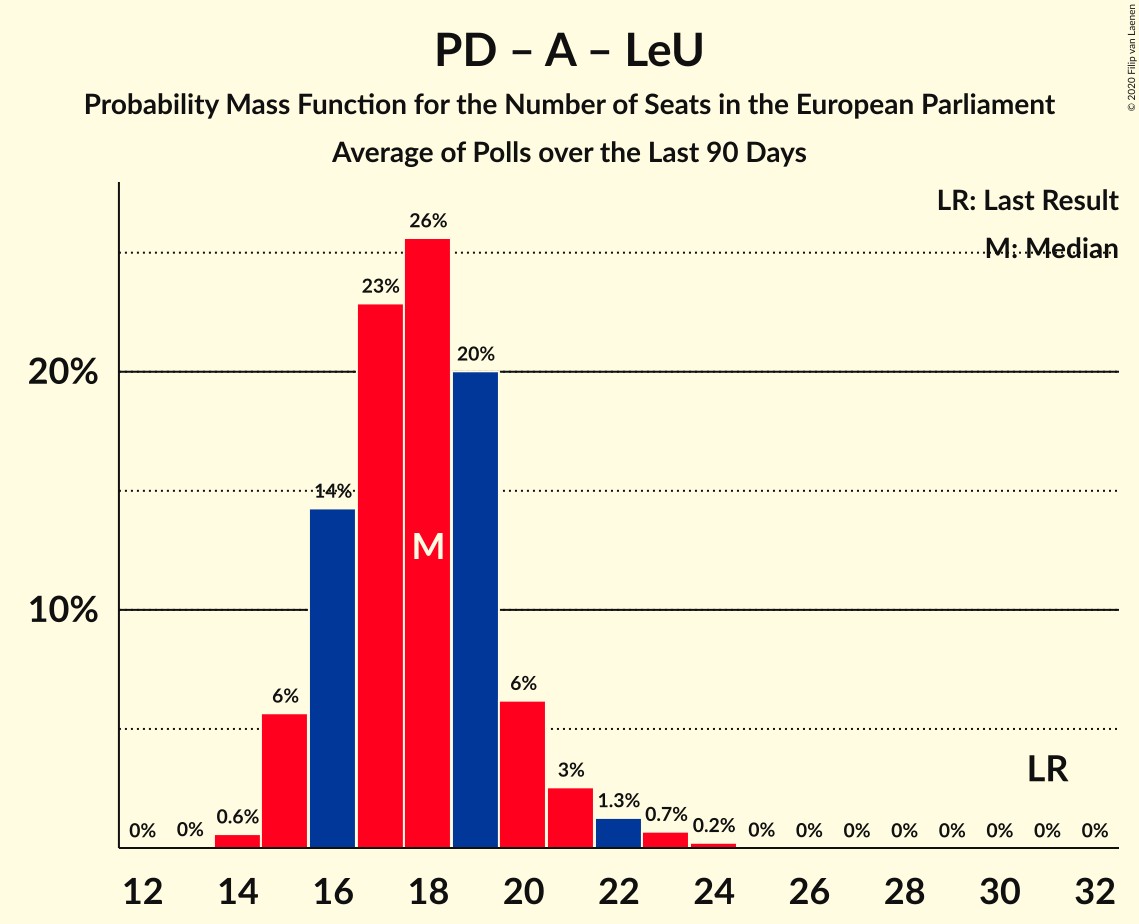 PD – A – LeU
Probability Mass Function for the Number of Seats in the European Parliament
Average of Polls over the Last 90 Days
© 2020 Filip van Laenen
LR: Last Result
M: Median
26%
23%
20%
20%
14%
M
10%
6%
6%
LR
3%
0% 0% 0.6% 1.3% 0.7% 0.2% 0% 0% 0% 0% 0% 0% 0% 0%
12 14 16 18 20 22 24 26 28 30 32